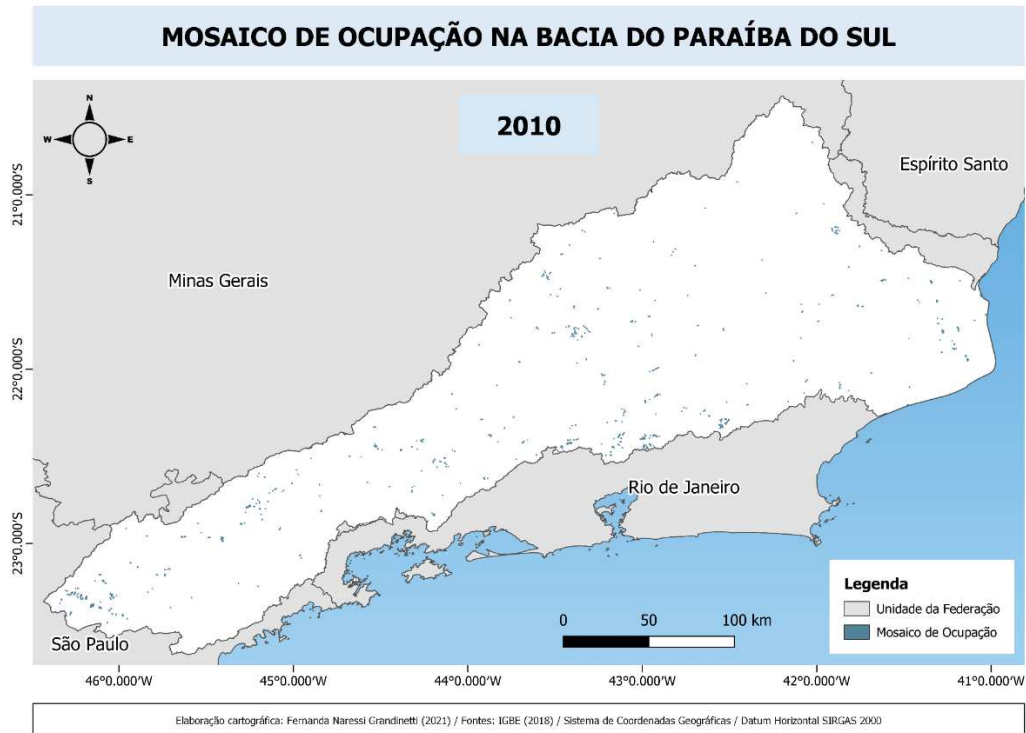 MOSAICO DE OCUPAÇÃO NA BACIA DO PARAÍBA DO SUL
2010
N
W
E
S
Espírito Santo
Minas Gerais
Rio de Janeiro
São Paulo
21°0.000'S
22°0.000'S
23°0.000'S
0 50 100 km
Legenda
Unidade da Federação
Mosaico de Ocupação
46°0.000'W 45°0.000'W 44°0.000'W 43°0.000'W 42°0.000'W 41°0.000'W
Elaboração cartográfica: Fernanda Naressi Grandinetti (2021) / Fontes: IGBE (2018) / Sistema de Coordenadas Geográficas / Datum Horizontal SIRGAS 2000